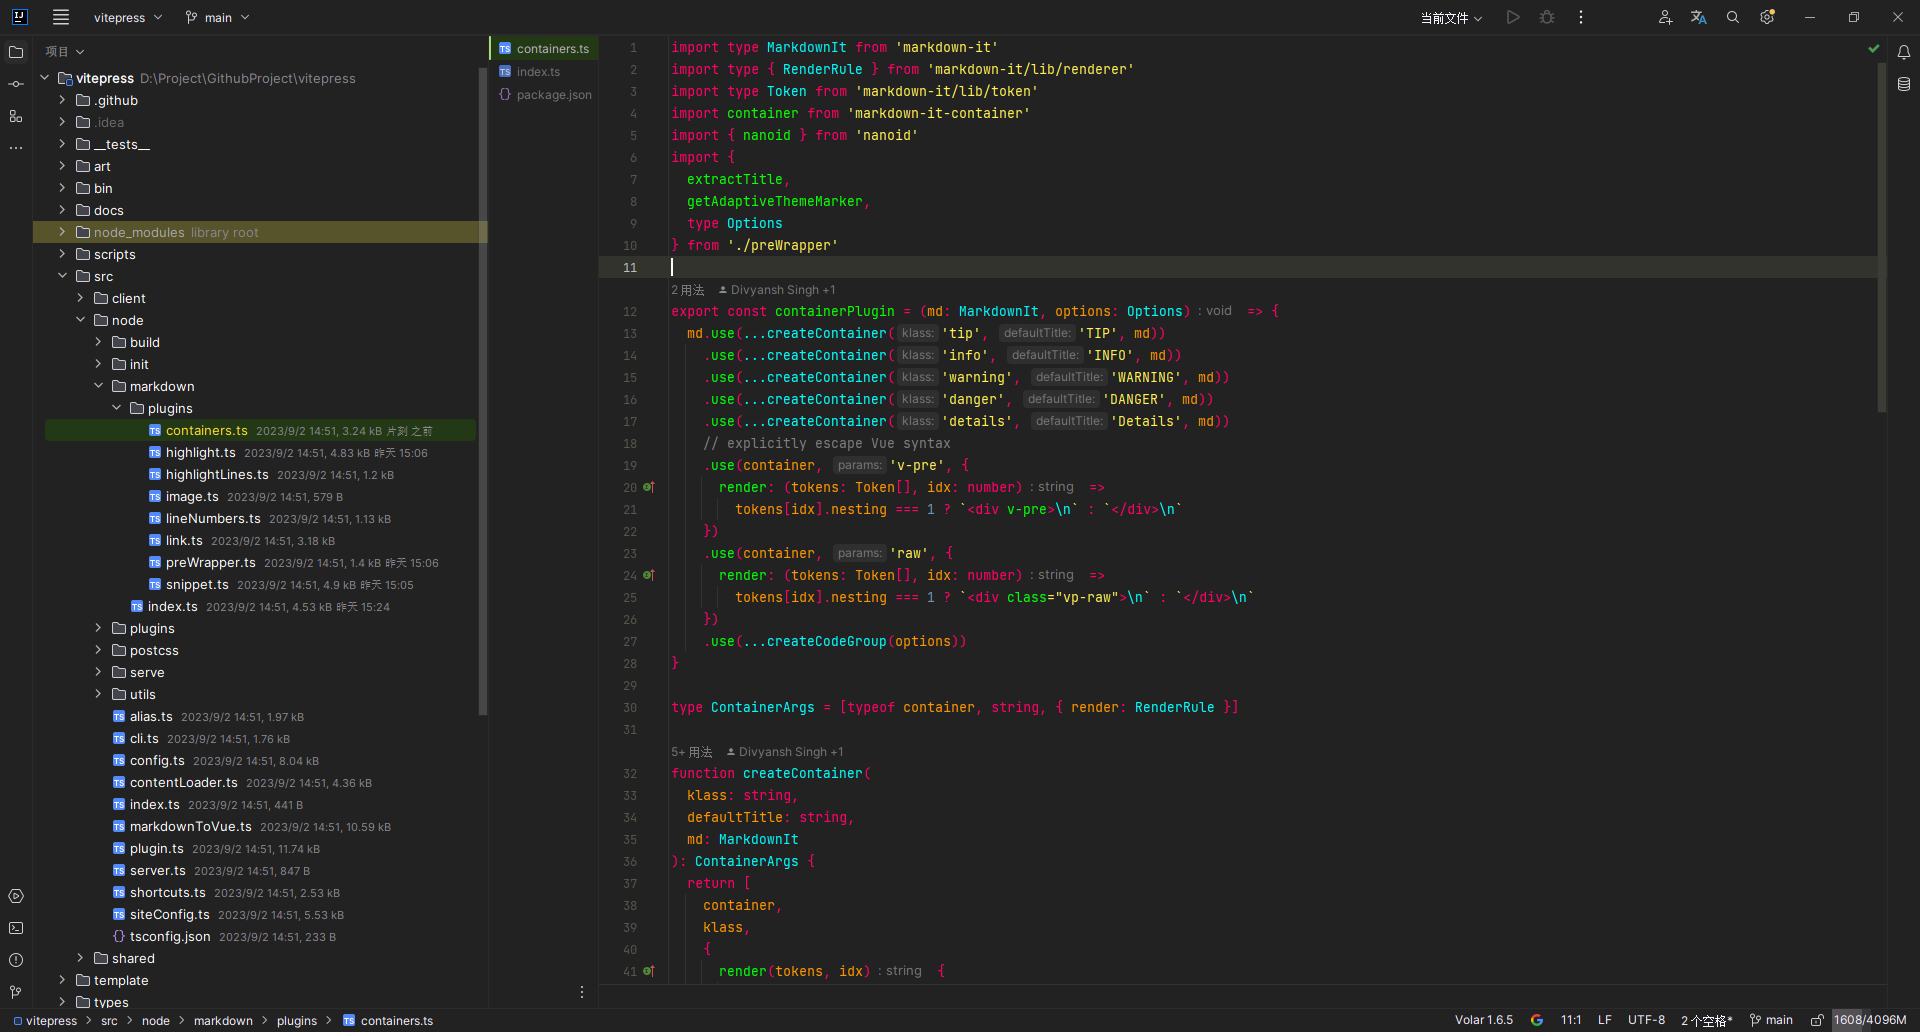 vitepress
main
当前文件
项目
vitepress D:\Project\GithubProject\vitepress
.github
.idea
__tests__
art
bin
docs
node_modules library root
scripts
src
client
node
build
init
markdown
plugins
containers.ts 2023/9/2 14:51, 3.24 kB 片刻 之前
highlight.ts 2023/9/2 14:51, 4.83 kB 昨天 15:06
highlightLines.ts 2023/9/2 14:51, 1.2 kB
image.ts 2023/9/2 14:51, 579 B
lineNumbers.ts 2023/9/2 14:51, 1.13 kB
link.ts 2023/9/2 14:51, 3.18 kB
preWrapper.ts 2023/9/2 14:51, 1.4 kB 昨天 15:06
snippet.ts 2023/9/2 14:51, 4.9 kB 昨天 15:05
index.ts 2023/9/2 14:51, 4.53 kB 昨天 15:24
plugins
postcss
serve
utils
alias.ts 2023/9/2 14:51, 1.97 kB
cli.ts 2023/9/2 14:51, 1.76 kB
config.ts 2023/9/2 14:51, 8.04 kB
contentLoader.ts 2023/9/2 14:51, 4.36 kB
index.ts 2023/9/2 14:51, 441 B
markdownToVue.ts 2023/9/2 14:51, 10.59 kB
plugin.ts 2023/9/2 14:51, 11.74 kB
server.ts 2023/9/2 14:51, 847 B
shortcuts.ts 2023/9/2 14:51, 2.53 kB
siteConfig.ts 2023/9/2 14:51, 5.53 kB
tsconfig.json 2023/9/2 14:51, 233 B
shared
template
types
containers.ts
index.ts
package.json
1 import type MarkdownIt from 'markdown-it'
2 import type { RenderRule } from 'markdown-it/lib/renderer'
3 import type Token from 'markdown-it/lib/token'
4 import container from 'markdown-it-container'
5 import { nanoid } from 'nanoid'
6 import {
7 extractTitle,
8 getAdaptiveThemeMarker,
9 type Options
10 } from './preWrapper'
11
2 用法 Divyansh Singh +1
12 export const containerPlugin = (md: MarkdownIt, options: Options) : void => {
13 md.use(...createContainer( klass: 'tip', defaultTitle: 'TIP', md))
14 .use(...createContainer( klass: 'info', defaultTitle: 'INFO', md))
15 .use(...createContainer( klass: 'warning', defaultTitle: 'WARNING', md))
16 .use(...createContainer( klass: 'danger', defaultTitle: 'DANGER', md))
17 .use(...createContainer( klass: 'details', defaultTitle: 'Details', md))
18 // explicitly escape Vue syntax
19 .use(container, params: 'v-pre', {
20 render: (tokens: Token[], idx: number) : string =>
21 tokens[idx].nesting === 1 ? `<div v-pre>\n` : `</div>\n`
22 })
23 .use(container, params: 'raw', {
24 render: (tokens: Token[], idx: number) : string =>
25 tokens[idx].nesting === 1 ? `<div class="vp-raw">\n` : `</div>\n`
26 })
27 .use(...createCodeGroup(options))
28 }
29
30 type ContainerArgs = [typeof container, string, { render: RenderRule }]
31
5+ 用法 Divyansh Singh +1
32 function createContainer(
33 klass: string,
34 defaultTitle: string,
35 md: MarkdownIt
36 ): ContainerArgs {
37 return [
38 container,
39 klass,
40 {
41 render(tokens, idx) : string {
vitepress > src > node > markdown > plugins > containers.ts
Volar 1.6.5 11:1 LF UTF-8 2 个空格* main 1608/4096M